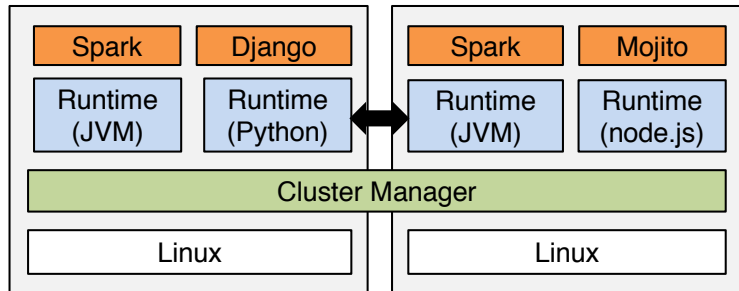 Spark
Django
Spark
Mojito
Runtime
(JVM)
Runtime
(Python)
Runtime
(JVM)
Runtime
(node.js)
Cluster Manager
Linux
Linux